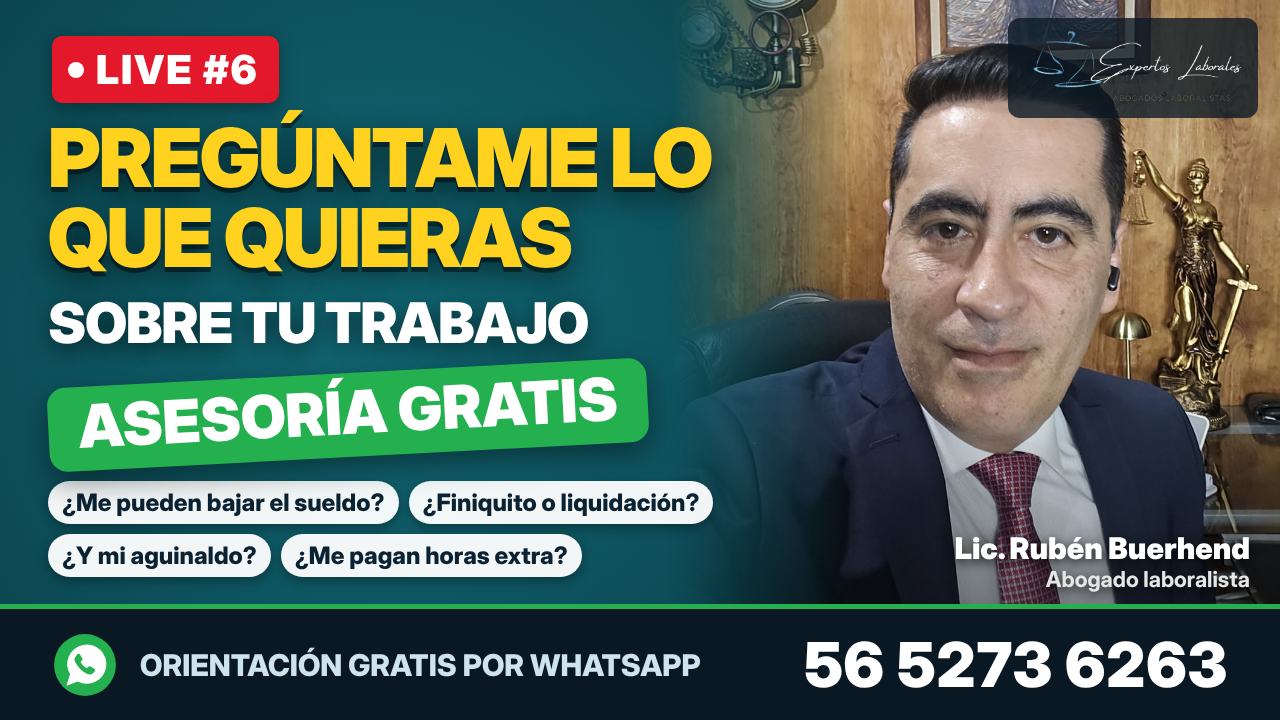 LIVE #6
PREGÚNTAME LO
QUE QUIERAS
SOBRE TU TRABAJO
ASESORÍA GRATIS
¿Me pueden bajar el sueldo?
¿Finiquito o liquidación?
¿Y mi aguinaldo?
¿Me pagan horas extra?
Expertos Laborales
ABOGADOS LABORALISTAS
Lic. Rubén Buerhend
Abogado laboralista
ORIENTACIÓN GRATIS POR WHATSAPP
56 5273 6263